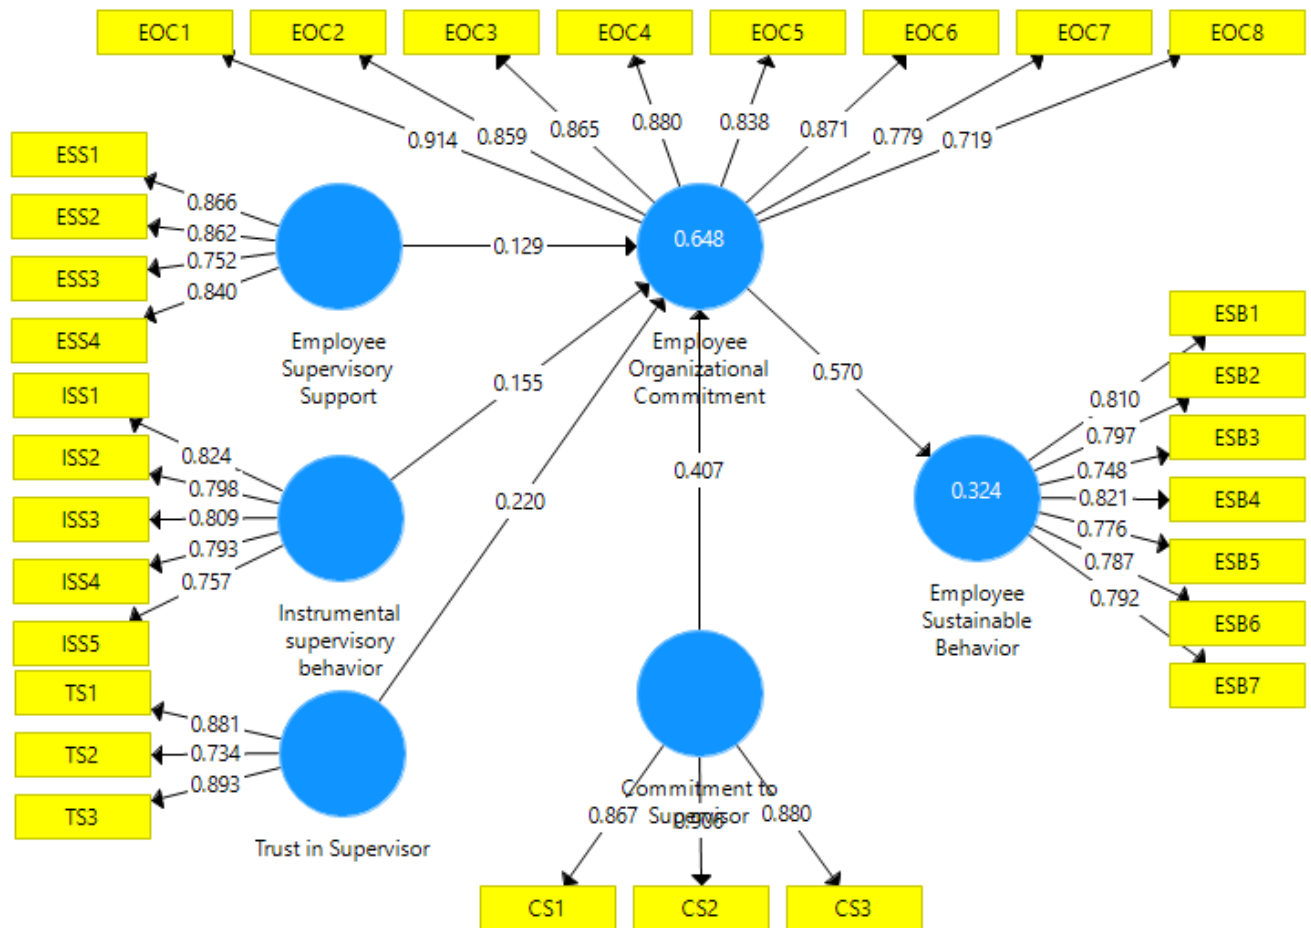 EOC1 EOC2 EOC3 EOC4 EOC5 EOC6 EOC7 EOC8
0.914 0.859 0.865 0.880 0.838 0.871 0.779 0.719
ESS1
ESS2
ESS3
ESS4
0.866
0.862
0.752
0.840
Employee
Supervisory
Support
0.129
0.648
Employee
Organizational
Commitment
ISS1
ISS2
ISS3
ISS4
ISS5
0.824
0.798
0.809
0.793
0.757
Instrumental
supervisory
behavior
0.155
0.220
0.407
0.570
TS1
TS2
TS3
0.881
0.734
0.893
Trust in Supervisor
0.324
Employee
Sustainable
Behavior
0.810
0.797
0.748
0.821
0.776
0.787
0.792
ESB1
ESB2
ESB3
ESB4
ESB5
ESB6
ESB7
Commitment to
Supervisor
0.867 0.880
CS1 CS2 CS3